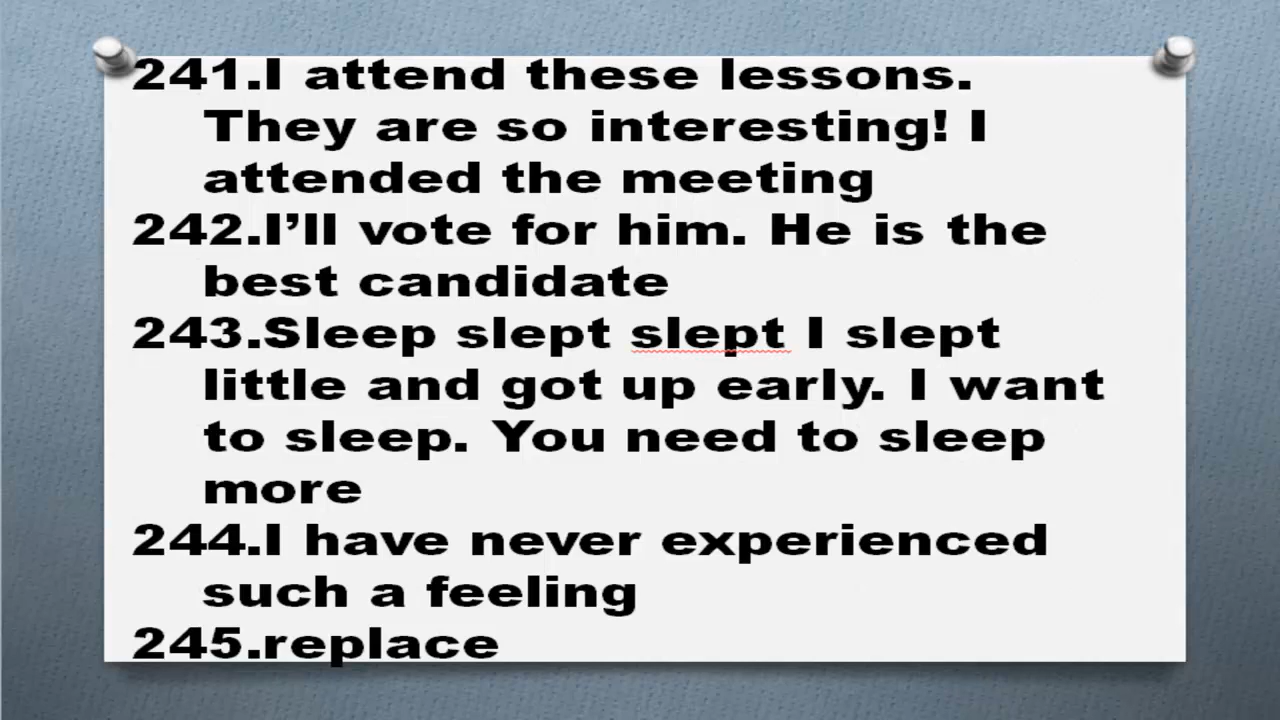 241.I attend these lessons.
They are so interesting! I
attended the meeting
242.I’ll vote for him. He is the
best candidate
243.Sleep slept slept I slept
little and got up early. I want
to sleep. You need to sleep
more
244.I have never experienced
such a feeling
245.replace